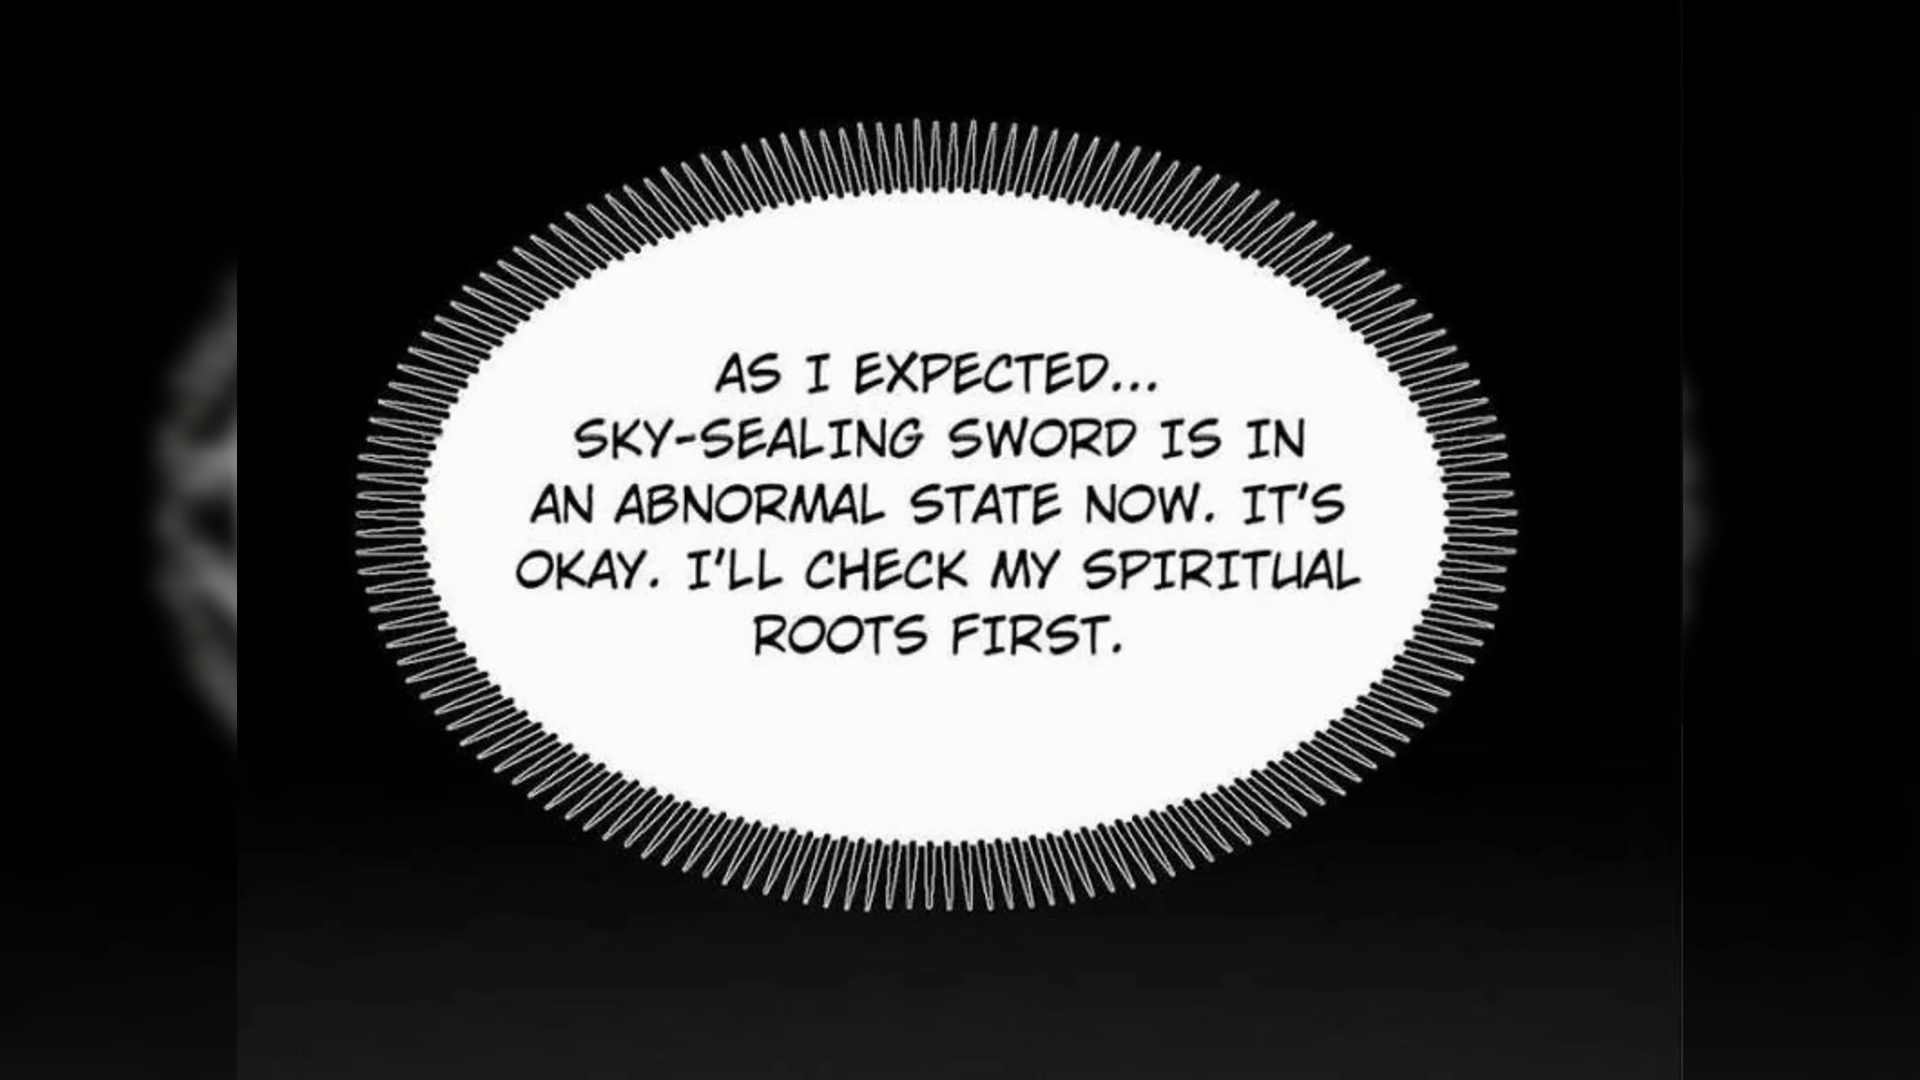 AS I EXPECTED...
SKY-SEALING SWORD IS IN
AN ABNORMAL STATE NOW. IT'S
OKAY. I'LL CHECK MY SPIRITUAL
ROOTS FIRST.